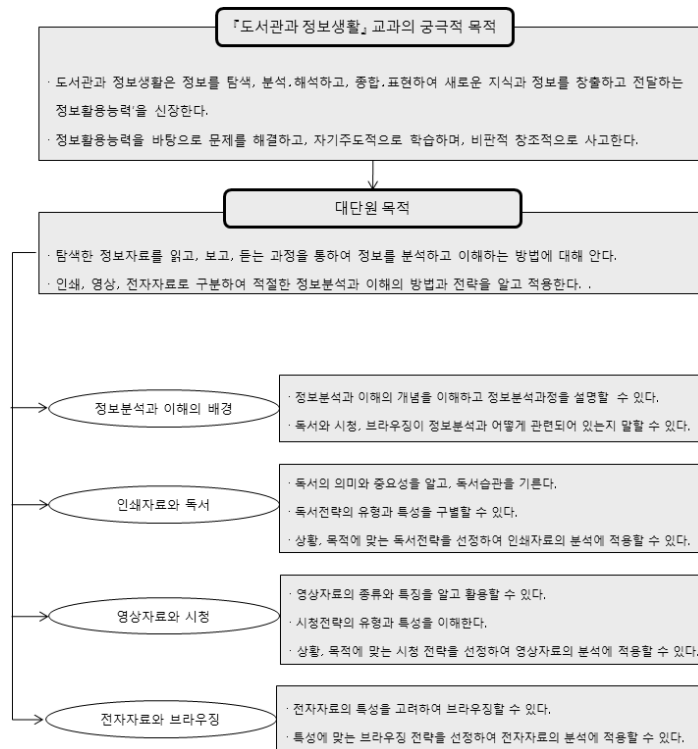 『도서관과 정보생활』 교과의 궁극적 목적
· 도서관과 정보생활은 정보를 탐색, 분석.해석하고, 종합.표현하여 새로운 지식과 정보를 창출하고 전달하는
정보활용능력'을 신장한다.
· 정보활용능력을 바탕으로 문제를 해결하고, 자기주도적으로 학습하며, 비판적 창조적으로 사고한다.
대단원 목적
· 탐색한 정보자료를 읽고, 보고, 듣는 과정을 통하여 정보를 분석하고 이해하는 방법에 대해 안다.
· 인쇄, 영상, 전자자료로 구분하여 적절한 정보분석과 이해의 방법과 전략을 알고 적용한다. .
정보분석과 이해의 배경
· 정보분석과 이해의 개념을 이해하고 정보분석과정을 설명할 수 있다.
· 독서와 시청, 브라우징이 정보분석과 어떻게 관련되어 있는지 말할 수 있다.
인쇄자료와 독서
· 독서의 의미와 중요성을 알고, 독서습관을 기른다.
· 독서전략의 유형과 특성을 구별할 수 있다.
· 상황, 목적에 맞는 독서전략을 선정하여 인쇄자료의 분석에 적용할 수 있다.
영상자료와 시청
· 영상자료의 종류와 특징을 알고 활용할 수 있다.
· 시청전략의 유형과 특성을 이해한다.
· 상황, 목적에 맞는 시청 전략을 선정하여 영상자료의 분석에 적용할 수 있다.
전자자료와 브라우징
· 전자자료의 특성을 고려하여 브라우징할 수 있다.
· 특성에 맞는 브라우징 전략을 선정하여 전자자료의 분석에 적용할 수 있다.